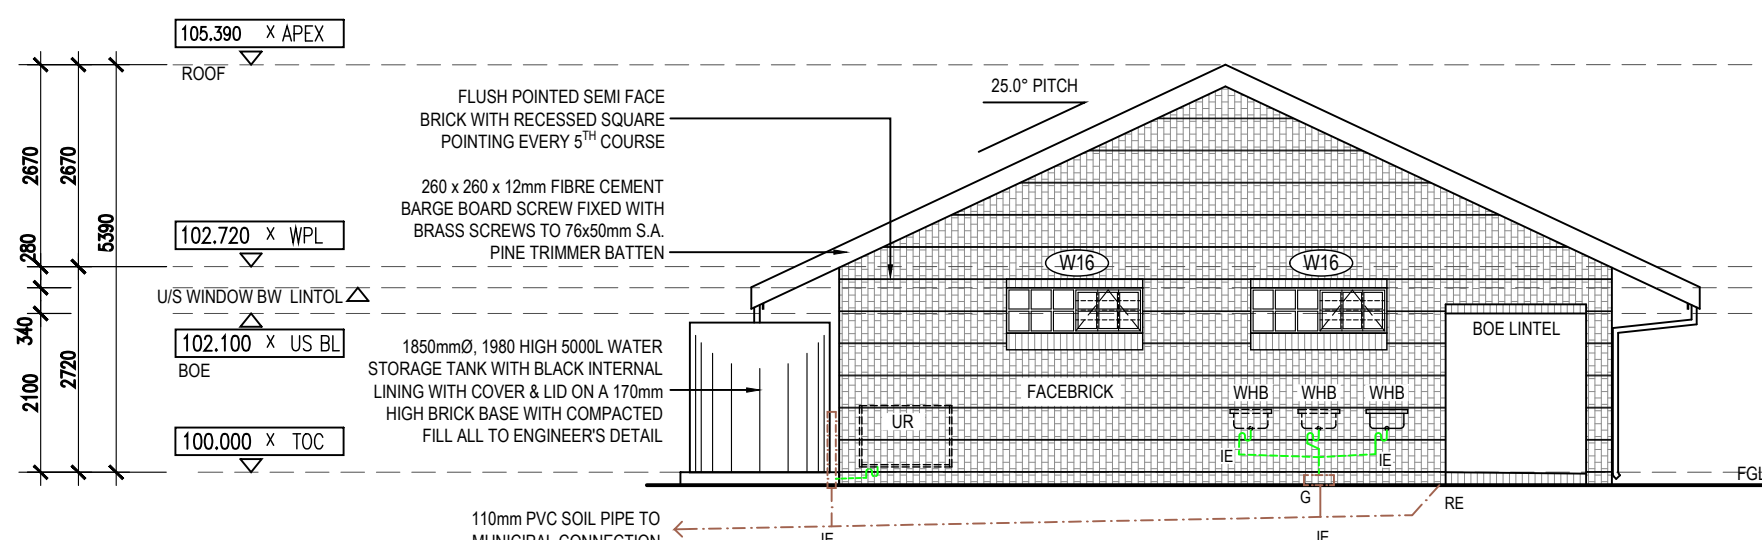 105.390 x APEX
ROOF
2670
2670
5390
280
102.720 x WPL
U/S WINDOW BW LINTOL
340
102.100 x US BL
BOE
2100
2720
100.000 x TOC
FLUSH POINTED SEMI FACE
BRICK WITH RECESSED SQUARE
POINTING EVERY 5TH COURSE
260 x 260 x 12mm FIBRE CEMENT
BARGE BOARD SCREW FIXED WITH
BRASS SCREWS TO 76x50mm S.A.
PINE TRIMMER BATTEN
1850mmØ, 1980 HIGH 5000L WATER
STORAGE TANK WITH BLACK INTERNAL
LINING WITH COVER & LID ON A 170mm
HIGH BRICK BASE WITH COMPACTED
FILL ALL TO ENGINEER'S DETAIL
110mm PVC SOIL PIPE TO
MUNICIPAL CONNECTION
25.0° PITCH
W16
W16
BOE LINTEL
FACEBRICK
WHB
WHB
WHB
UR
IE
IE
G
RE
FGL
IE
IE